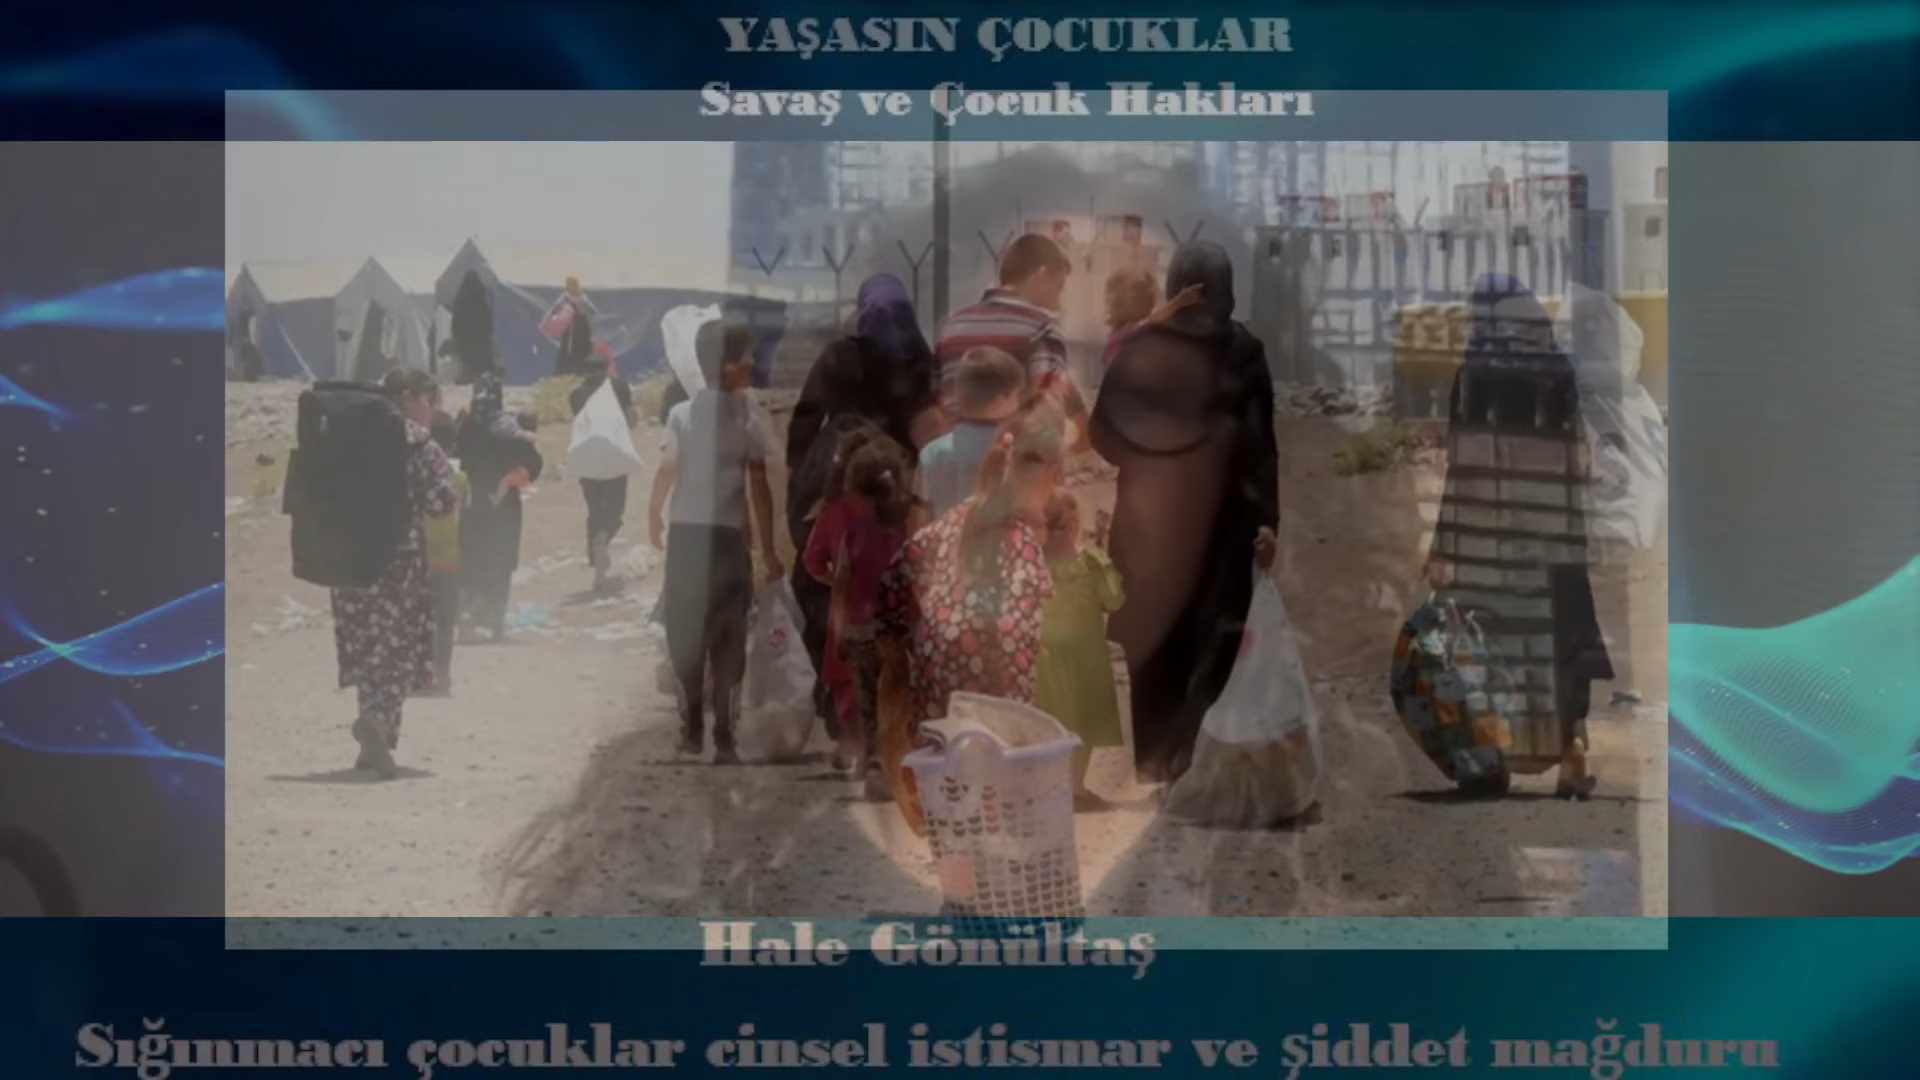 YAŞASIN ÇOCUKLAR
Savaş ve Çocuk Hakları
Hale Gönültaş
Sığınmacı çocuklar cinsel istismar ve şiddet mağduru